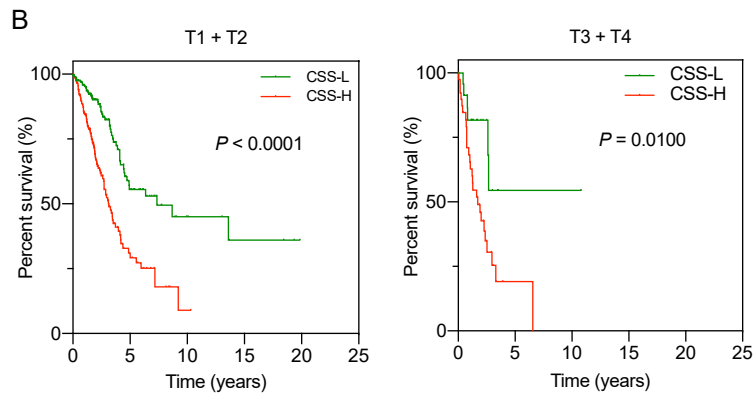 B
T1 + T2
Percent survival (%)
100
50
0
CSS-L
CSS-H
P < 0.0001
0 5 10 15 20 25
Time (years)
T3 + T4
Percent survival (%)
100
50
0
CSS-L
CSS-H
P = 0.0100
0 5 10 15 20 25
Time (years)